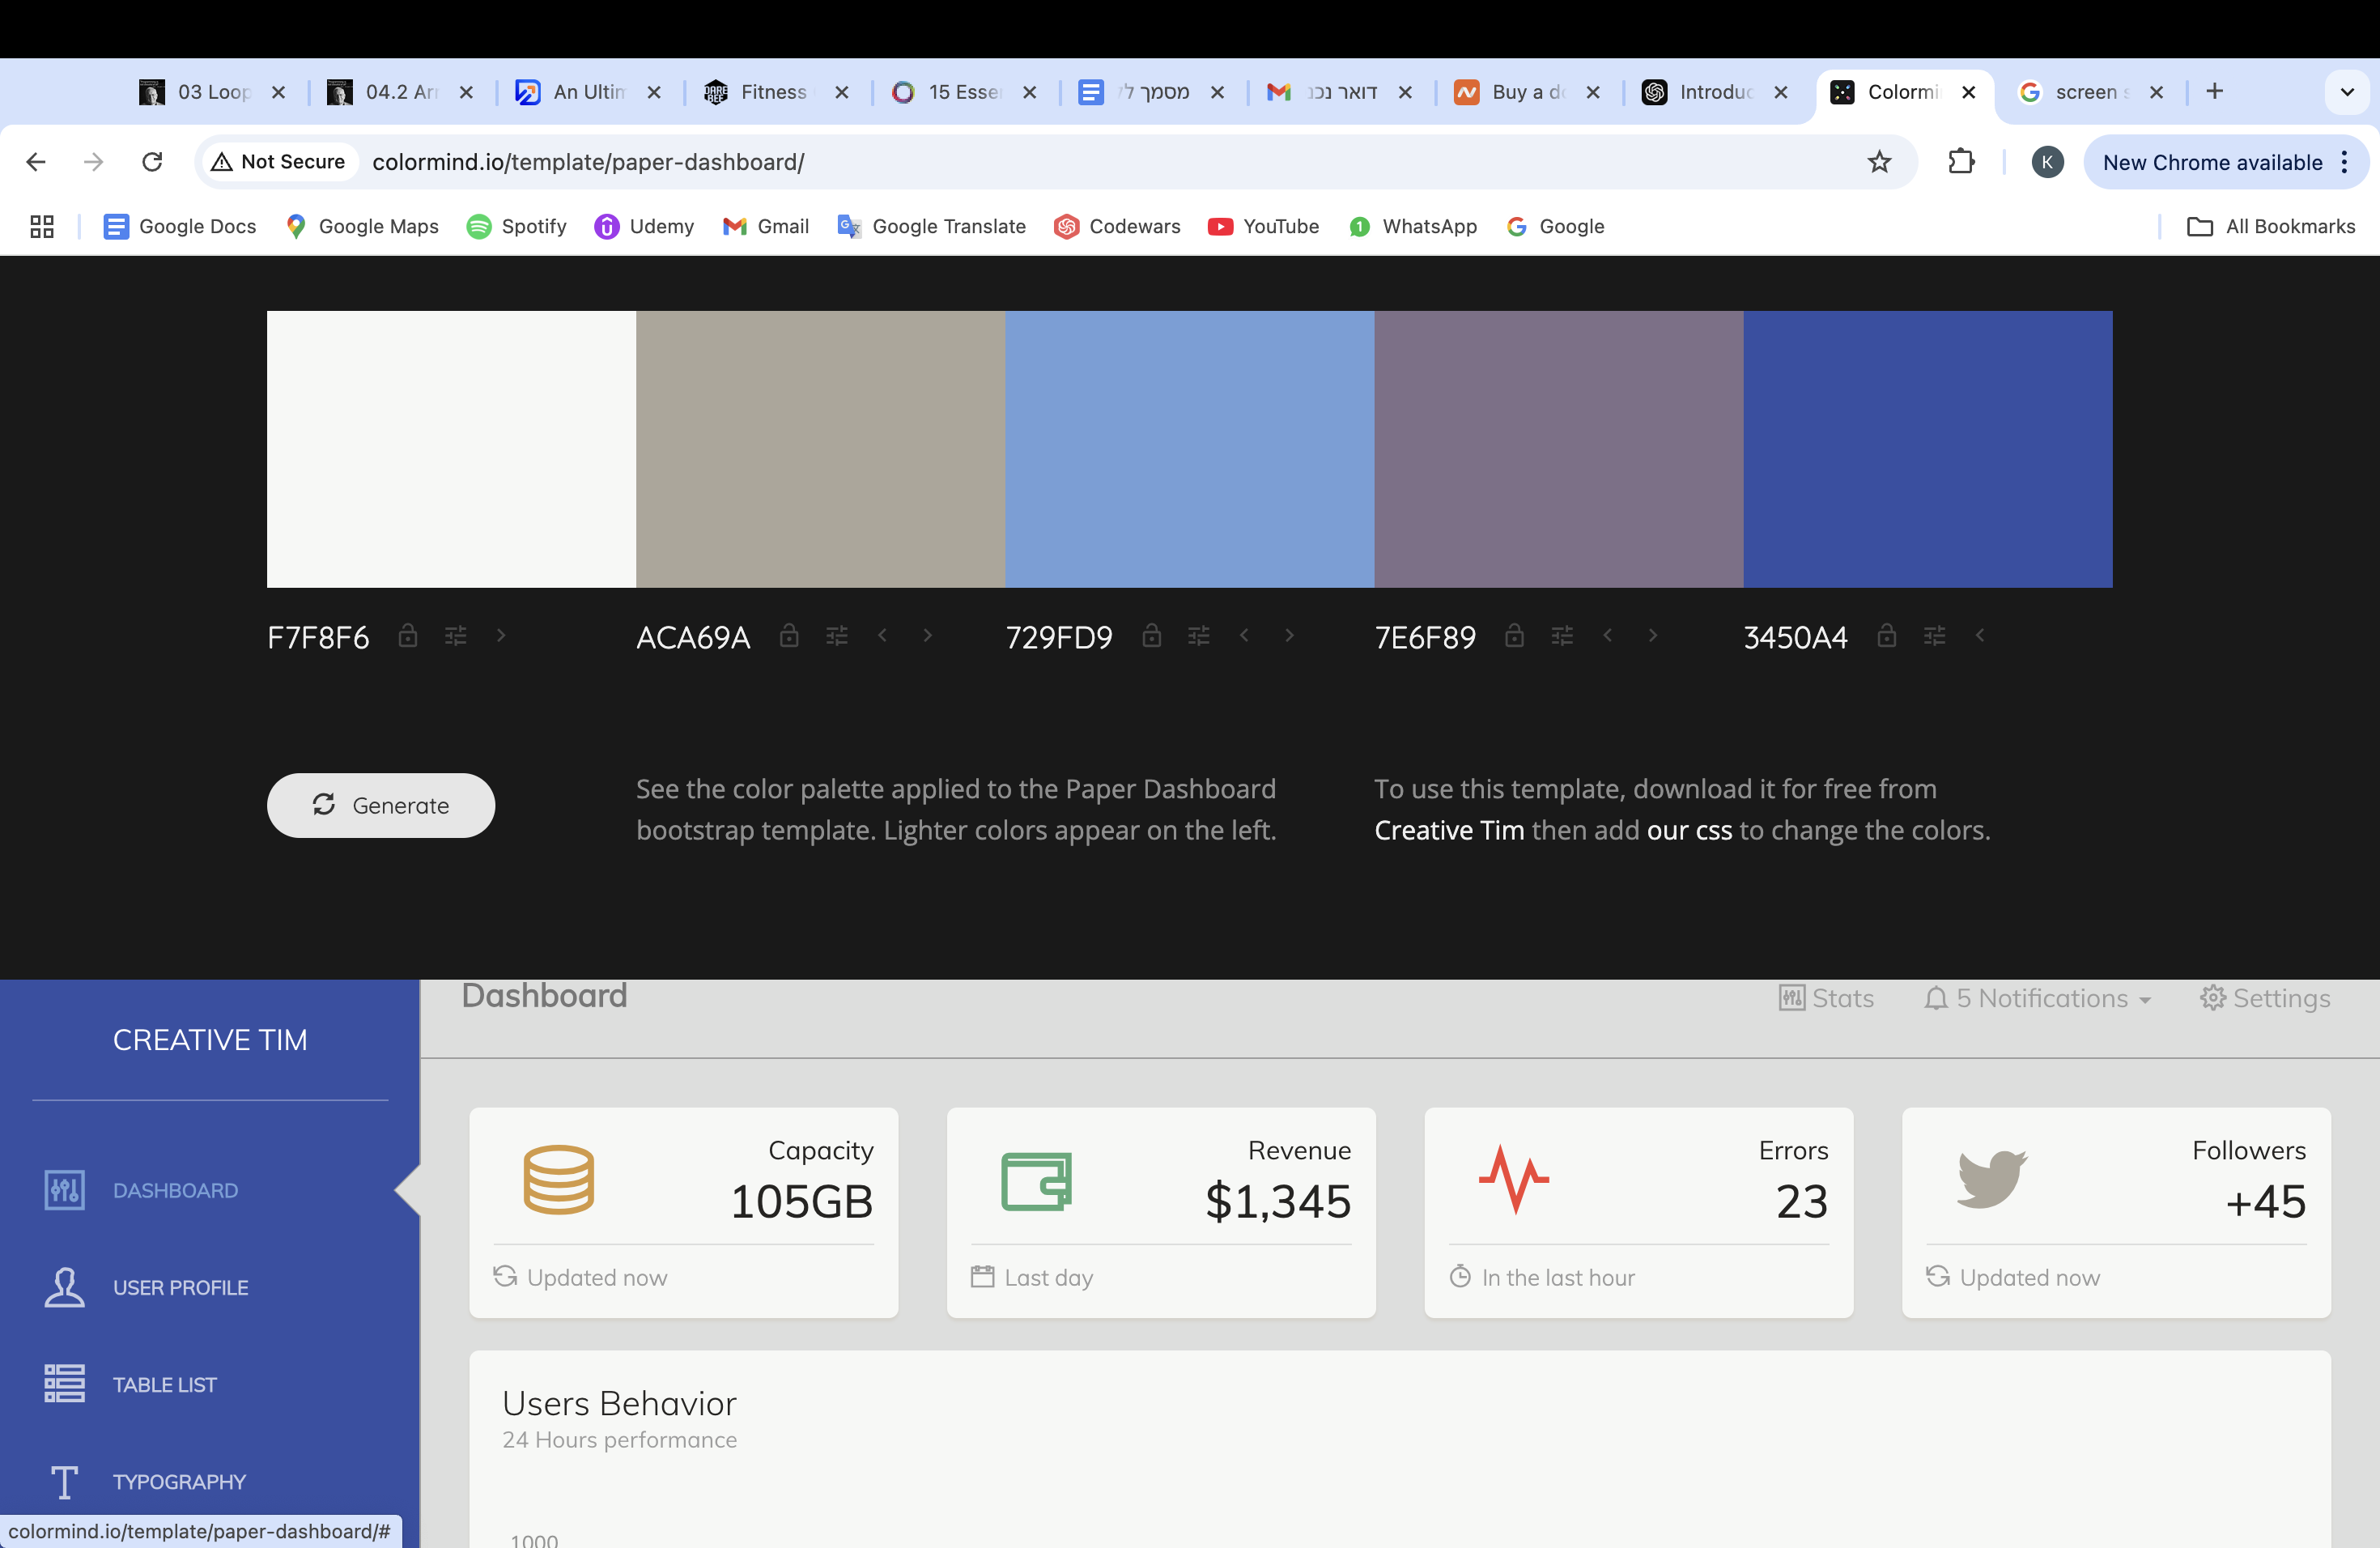 03 Loop
04.2 Arr
An Ultim
Fitness
15 Esse
מסמך ל
דואר נכנ
Buy a do
Introduc
Colormi
screen s
Not Secure
colormind.io/template/paper-dashboard/
K
New Chrome available
Google Docs
Google Maps
Spotify
Udemy
Gmail
Google Translate
Codewars
YouTube
1
WhatsApp
Google
All Bookmarks
F7F8F6
ACA69A
729FD9
7E6F89
3450A4
Generate
See the color palette applied to the Paper Dashboard
bootstrap template. Lighter colors appear on the left.
To use this template, download it for free from
Creative Tim then add our css to change the colors.
CREATIVE TIM
DASHBOARD
USER PROFILE
TABLE LIST
TYPOGRAPHY
colormind.io/template/paper-dashboard/#
Dashboard
Stats
5 Notifications
Settings
Capacity
105GB
Updated now
Revenue
$1,345
Last day
Errors
23
In the last hour
Followers
+45
Updated now
Users Behavior
24 Hours performance
1000